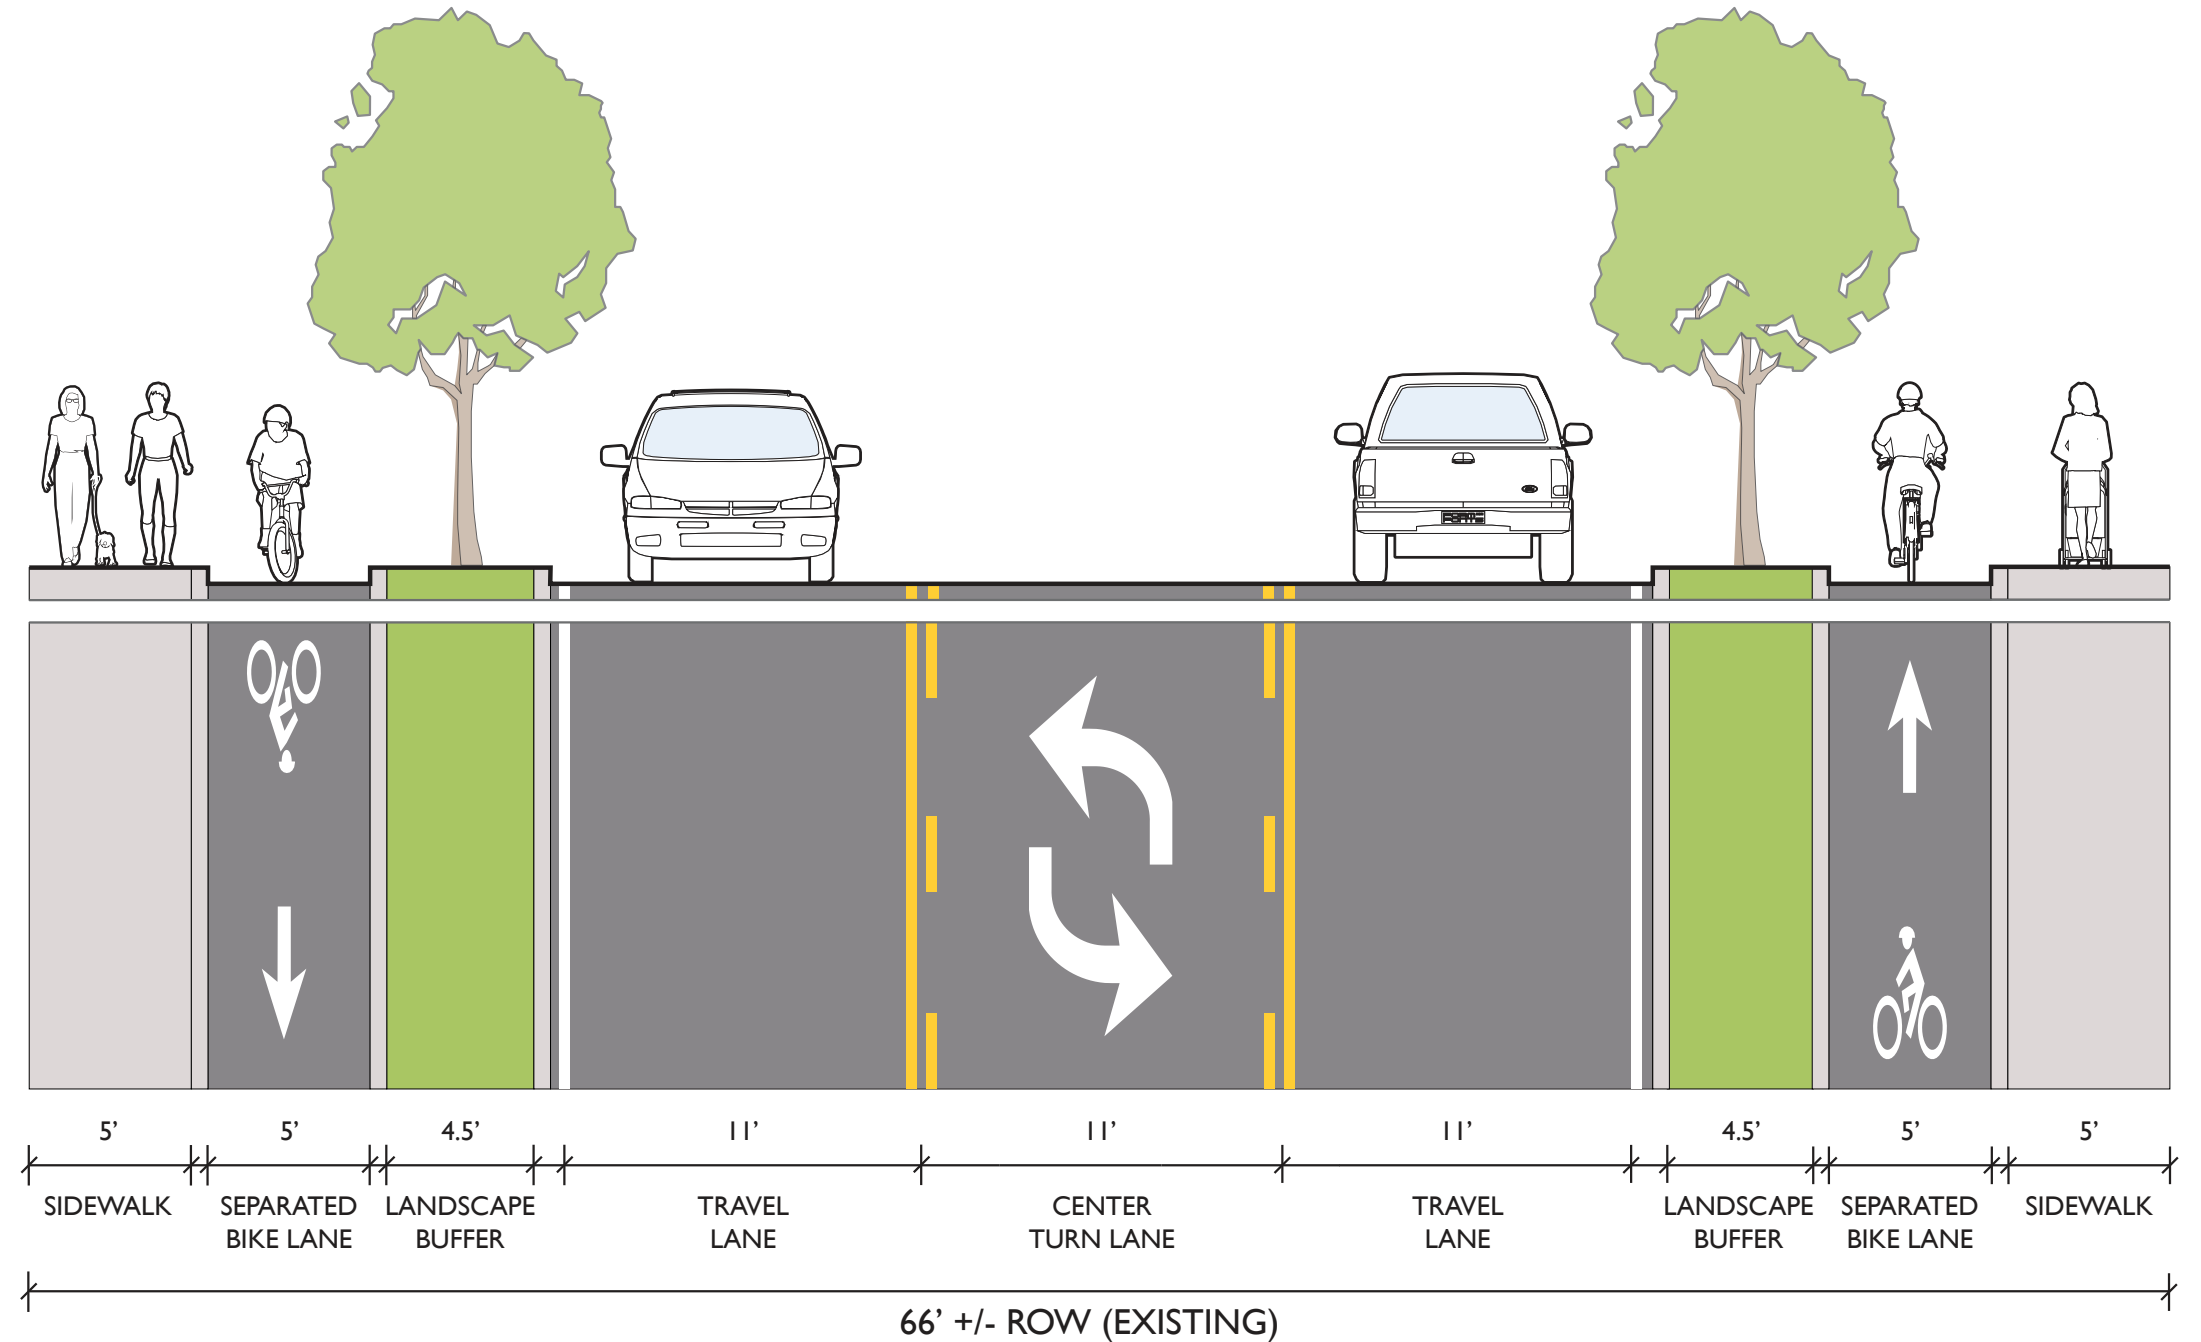 5’ 5’ 4.5’ 11’ 11’ 11’ 4.5’ 5’ 5’
SIDEWALK SEPARATED LANDSCAPE TRAVEL CENTER TRAVEL LANDSCAPE SEPARATED SIDEWALK
BIKE LANE BUFFER LANE TURN LANE LANE BUFFER BIKE LANE
66’ +/- ROW (EXISTING)